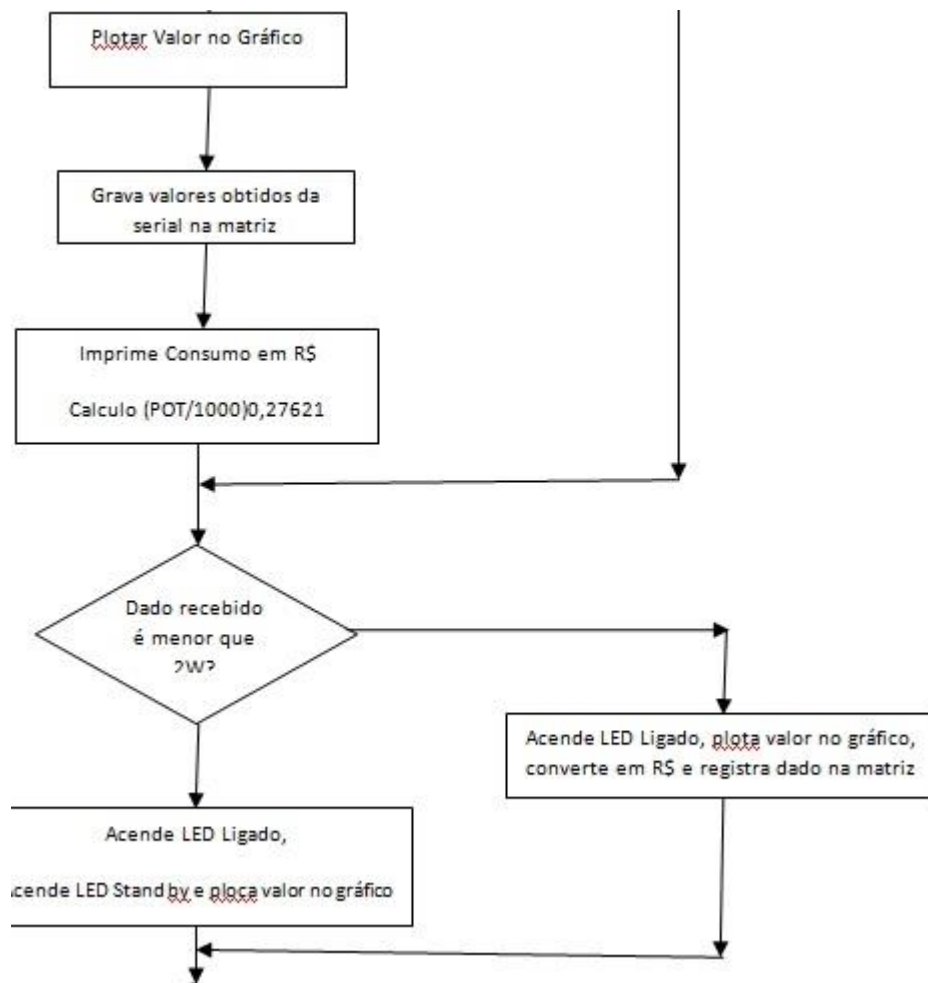 Plotar Valor no Gráfico
Grava valores obtidos da
serial na matriz
Imprime Consumo em R$
Calculo (POT/1000)0,27621
Dado recebido
é menor que
2W?
Acende LED Ligado, plota valor no gráfico,
converte em R$ e registra dado na matriz
Acende LED Ligado,
cende LED Stand by e ploca valor no gráfico